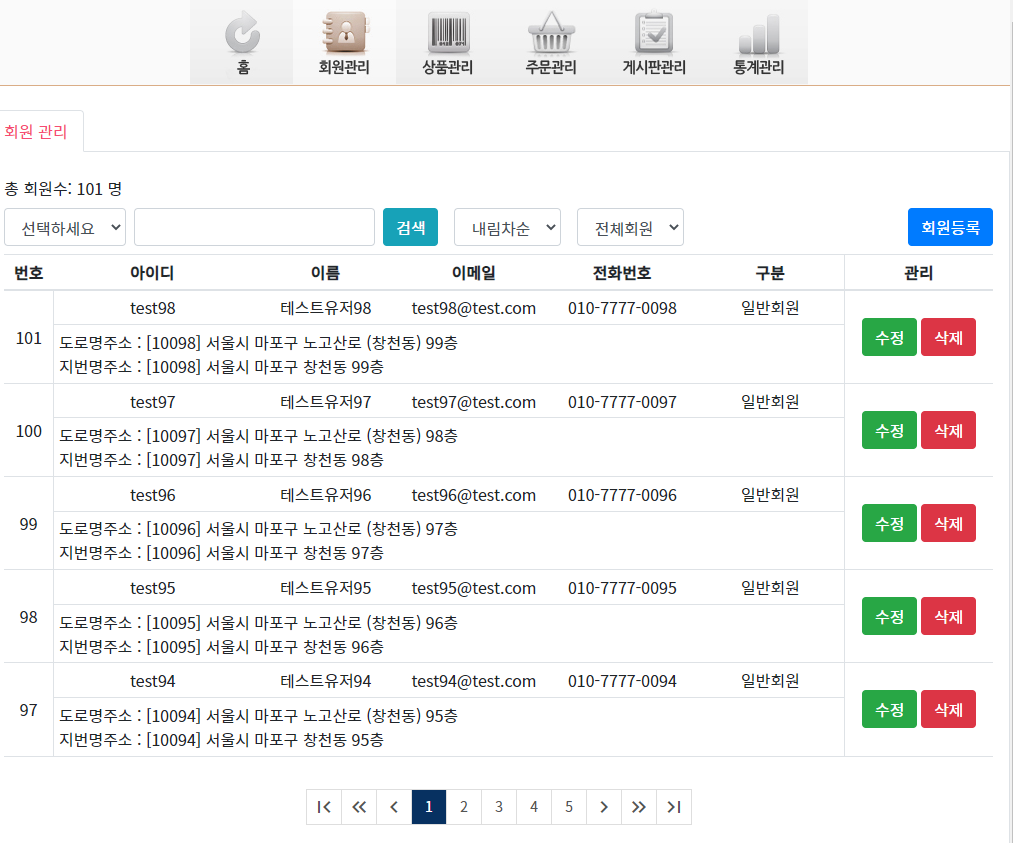 홈 회원관리 상품관리 주문관리 게시판관리 통계관리
회원 관리
총 회원수: 101 명
선택하세요 검색 내림차순 전체회원 회원등록
번호 아이디 이름 이메일 전화번호 구분 관리
test98 테스트유저98 test98@test.com 010-7777-0098 일반회원
101 수정 삭제
도로명주소 : [10098] 서울시 마포구 노고산로 (창천동) 99층
지번명주소 : [10098] 서울시 마포구 창천동 99층
test97 테스트유저97 test97@test.com 010-7777-0097 일반회원
100 수정 삭제
도로명주소 : [10097] 서울시 마포구 노고산로 (창천동) 98층
지번명주소 : [10097] 서울시 마포구 창천동 98층
test96 테스트유저96 test96@test.com 010-7777-0096 일반회원
99 수정 삭제
도로명주소 : [10096] 서울시 마포구 노고산로 (창천동) 97층
지번명주소 : [10096] 서울시 마포구 창천동 97층
test95 테스트유저95 test95@test.com 010-7777-0095 일반회원
98 수정 삭제
도로명주소 : [10095] 서울시 마포구 노고산로 (창천동) 96층
지번명주소 : [10095] 서울시 마포구 창천동 96층
test94 테스트유저94 test94@test.com 010-7777-0094 일반회원
97 수정 삭제
도로명주소 : [10094] 서울시 마포구 노고산로 (창천동) 95층
지번명주소 : [10094] 서울시 마포구 창천동 95층
1 2 3 4 5